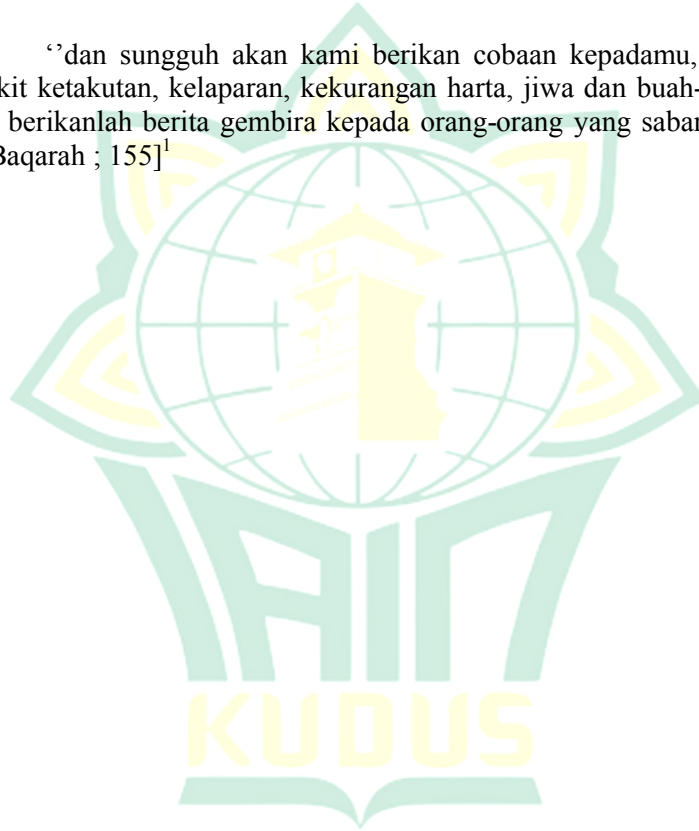 ‘’dan sungguh akan kami berikan cobaan kepadamu,
kit ketakutan, kelaparan, kekurangan harta, jiwa dan buah-
berikanlah berita gembira kepada orang-orang yang sabar
Baqarah ; 155]1
IAIN
KUDUS